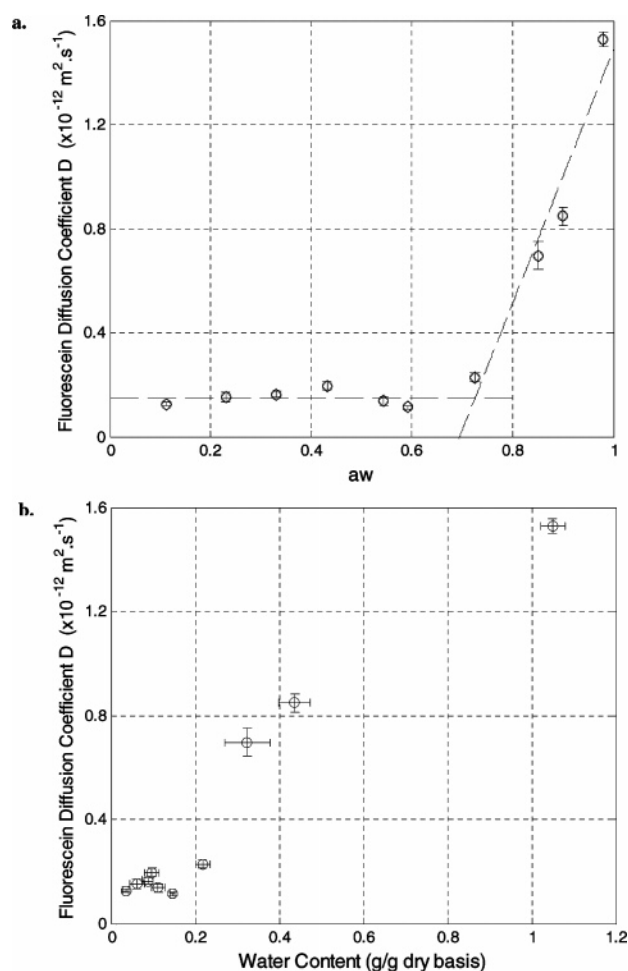 a.
Fluorescein Diffusion Coefficient D (x10⁻¹² m².s⁻¹)
1.6
1.2
0.8
0.4
0
0 0.2 0.4 0.6 0.8 1
aw
b.
Fluorescein Diffusion Coefficient D (x10⁻¹² m².s⁻¹)
1.6
1.2
0.8
0.4
0
0 0.2 0.4 0.6 0.8 1 1.2
Water Content (g/g dry basis)